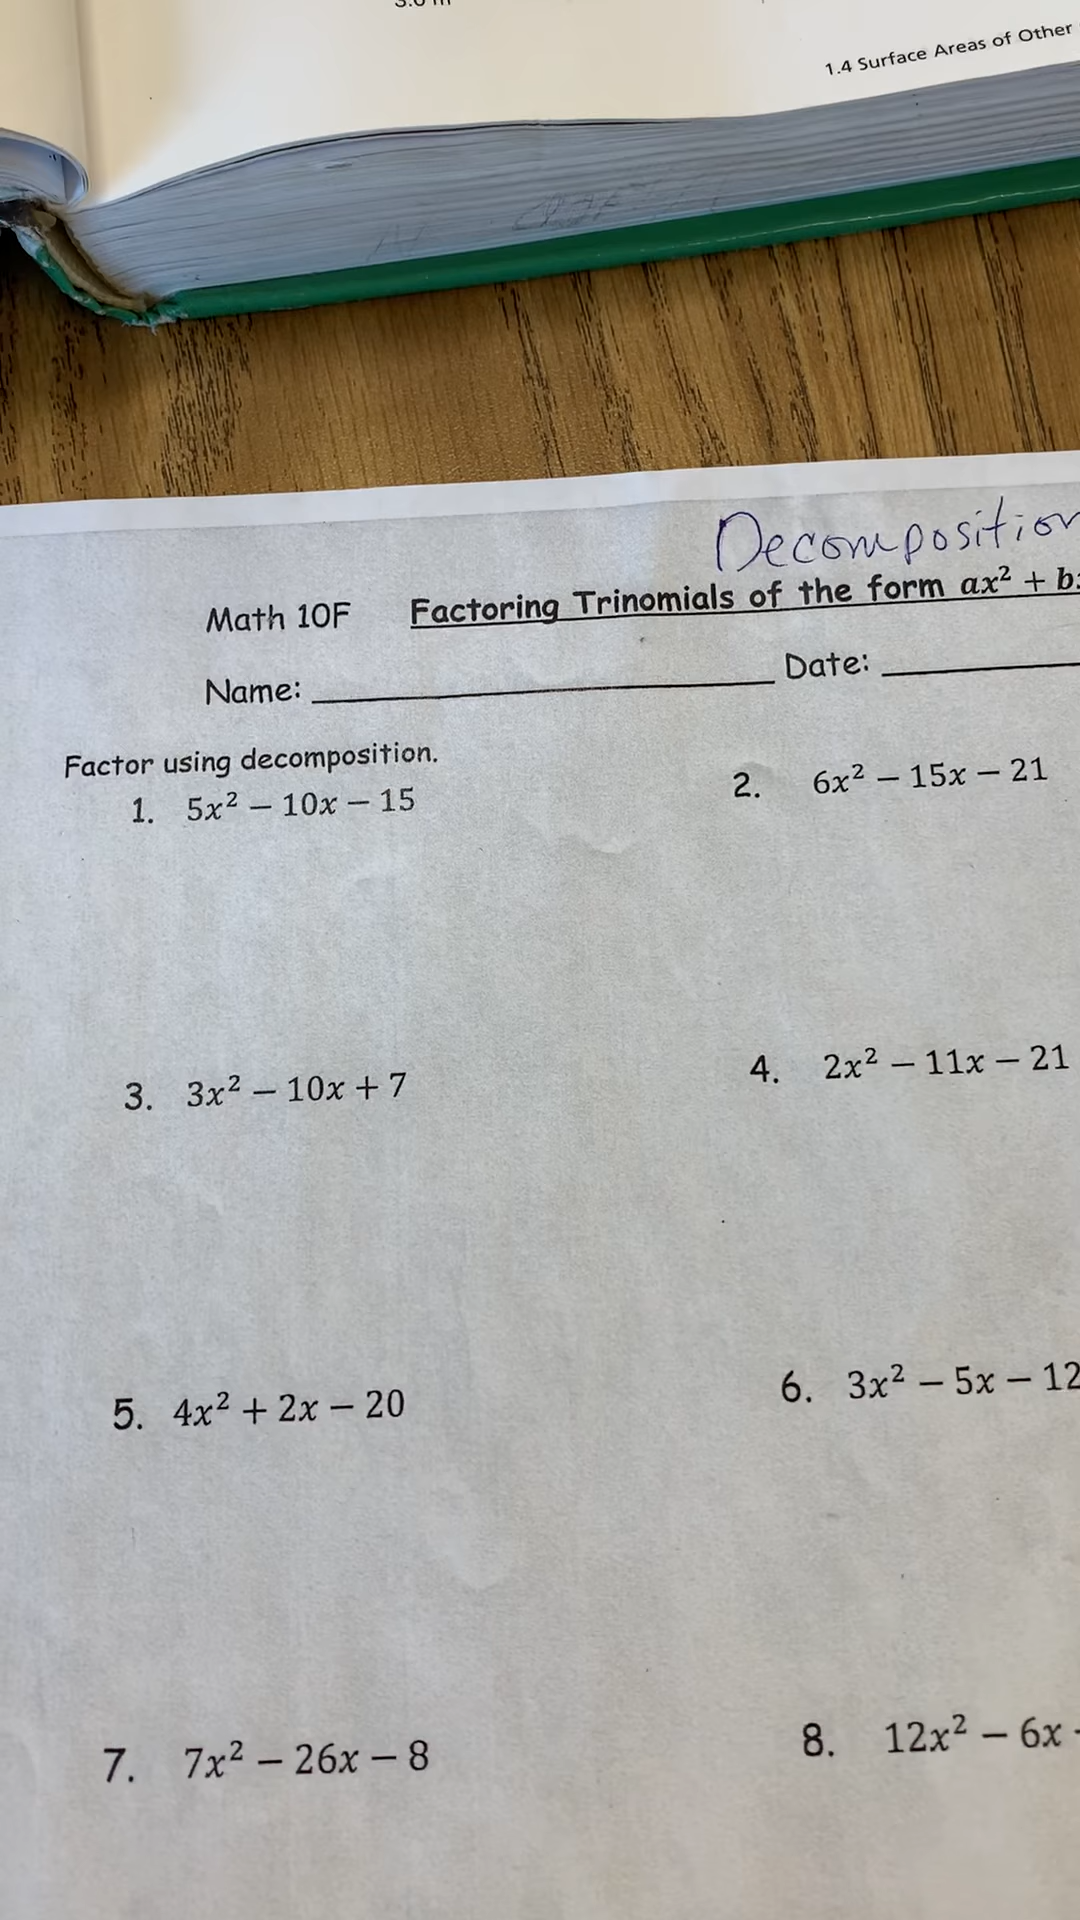 1.4 Surface Areas of Other
Decomposition
Math 10F Factoring Trinomials of the form ax² + b
Name: ____________ Date: ______
Factor using decomposition.
1. 5x² − 10x − 15
2. 6x² − 15x − 21
3. 3x² − 10x + 7
4. 2x² − 11x − 21
5. 4x² + 2x − 20
6. 3x² − 5x − 12
7. 7x² − 26x − 8
8. 12x² − 6x